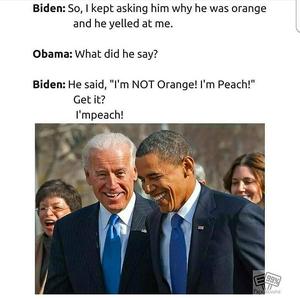 Biden: So, I kept asking him why he was orange
and he yelled at me.
Obama: What did he say?
Biden: He said, "I'm NOT Orange! I'm Peach!"
Get it?
I'mpeach!
99%